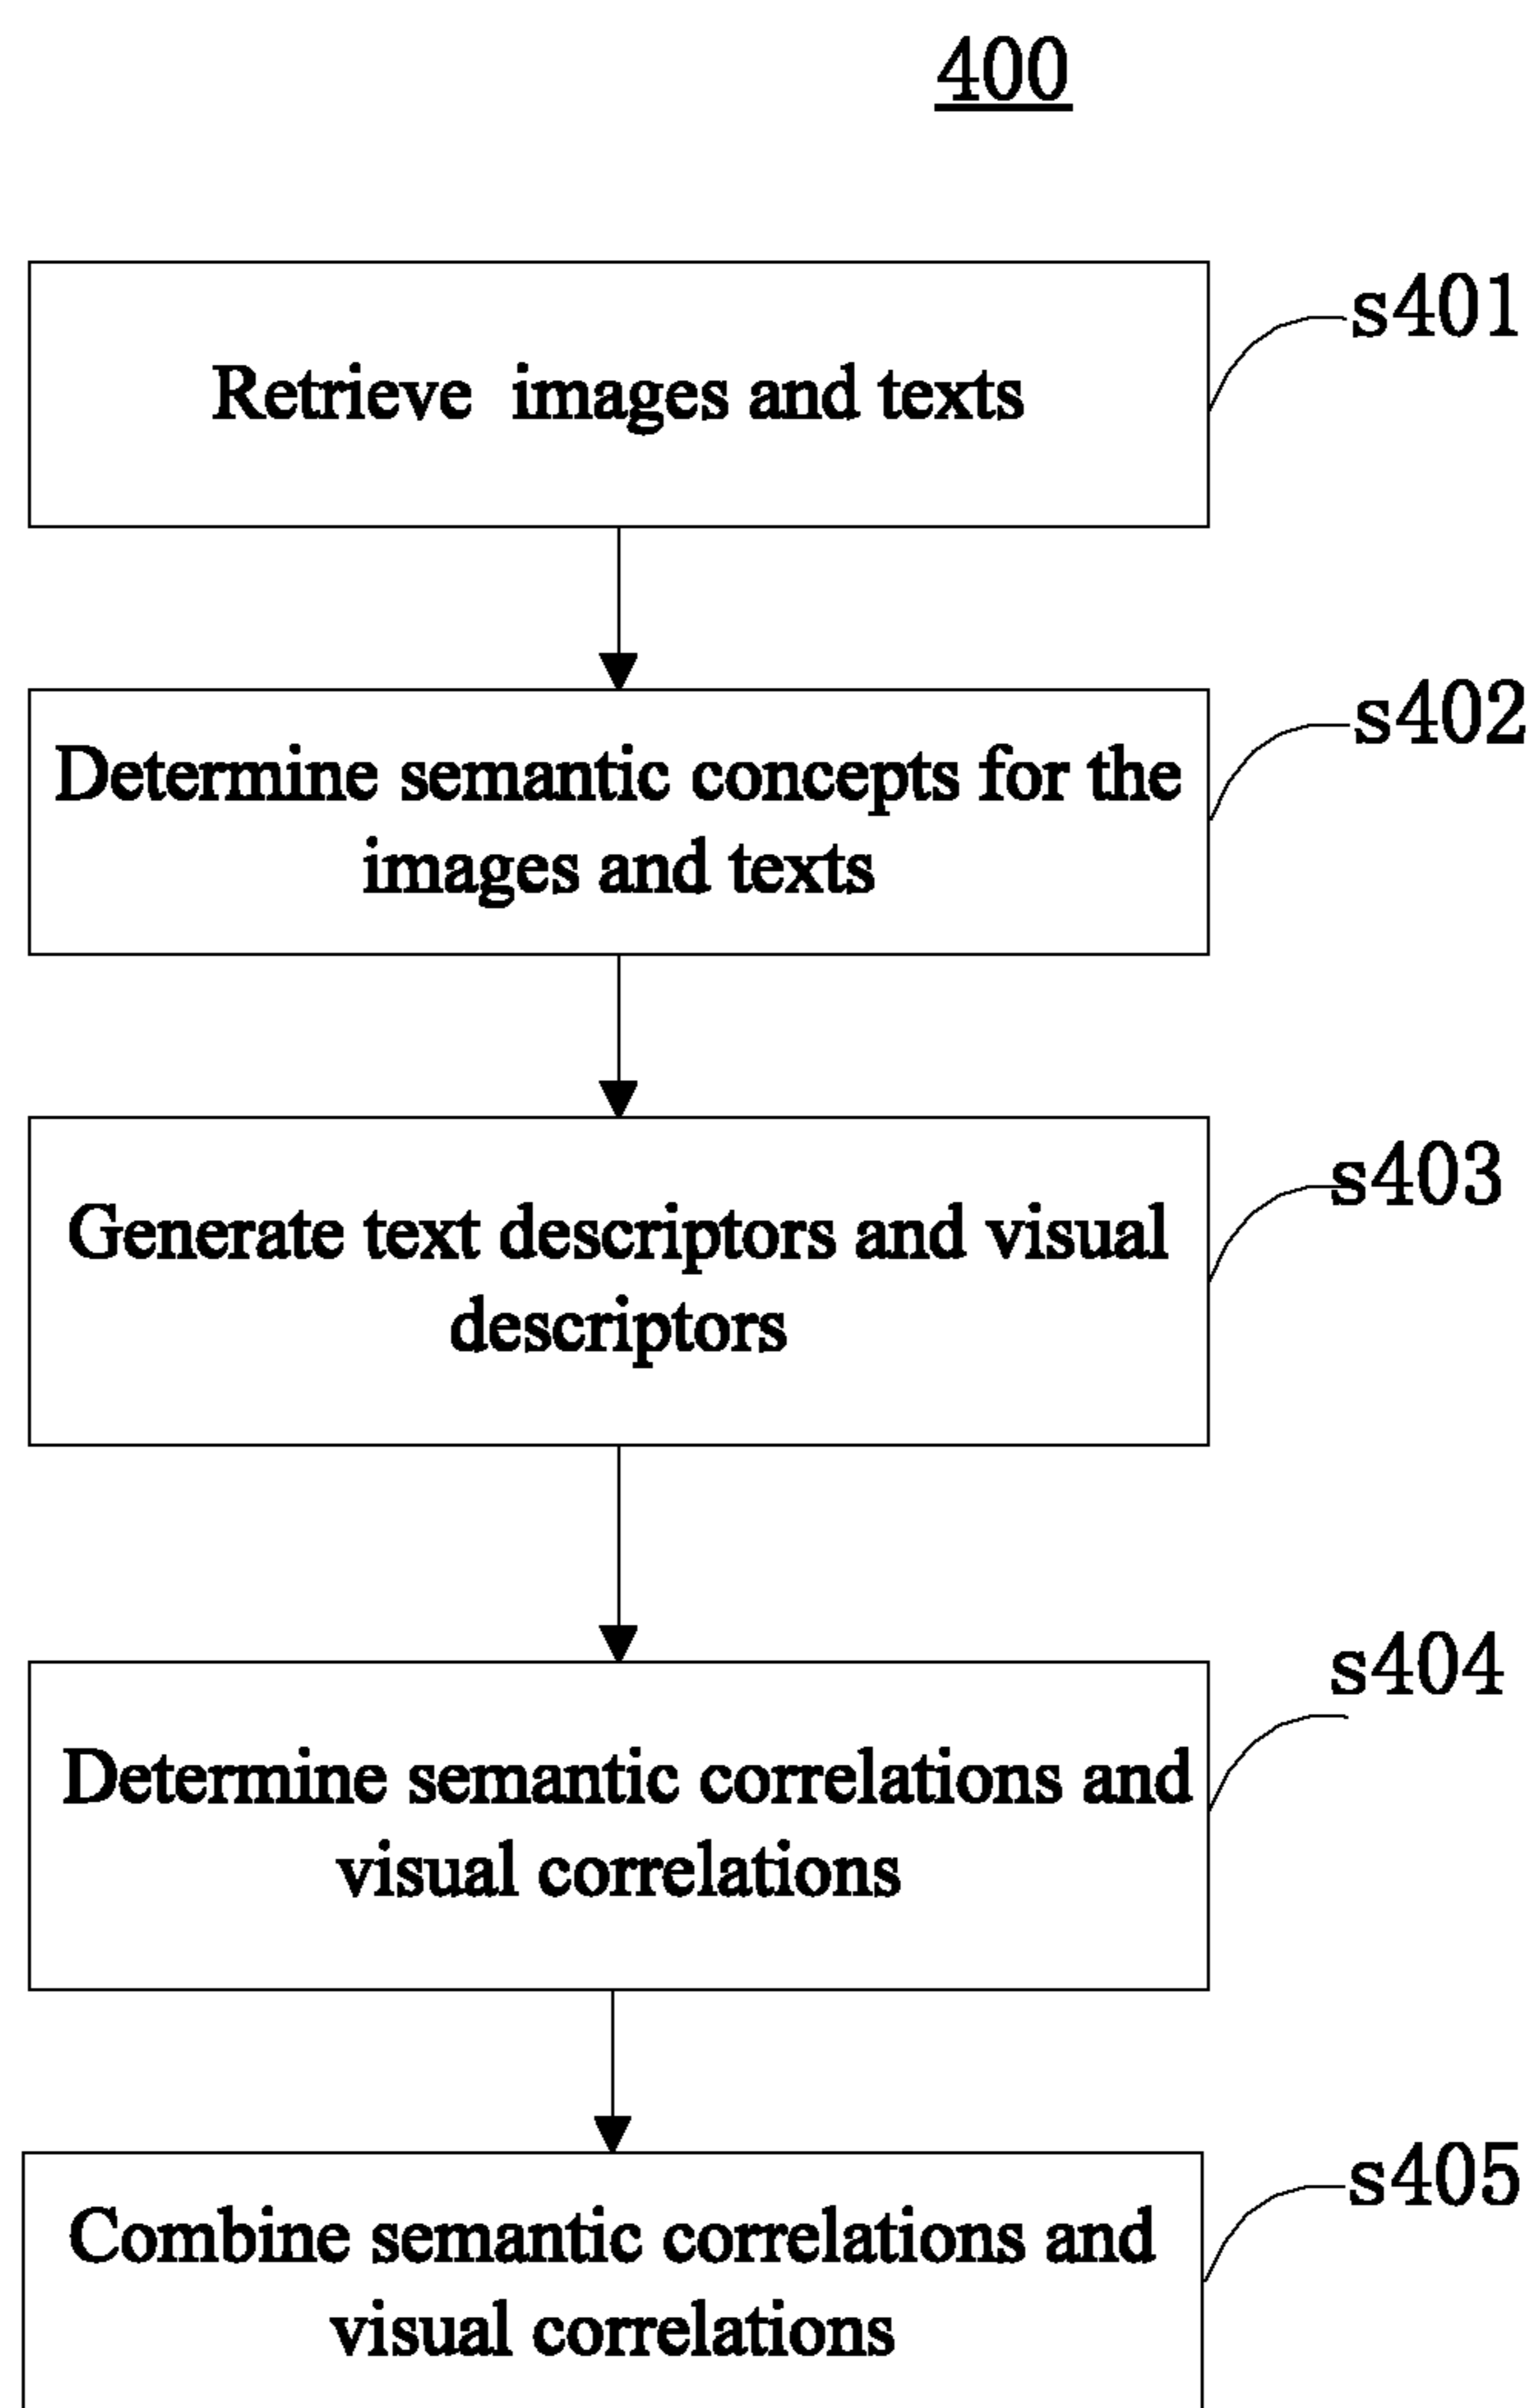 400
Retrieve images and texts
s401
Determine semantic concepts for the
images and texts
s402
Generate text descriptors and visual
descriptors
s403
Determine semantic correlations and
visual correlations
s404
Combine semantic correlations and
visual correlations
s405